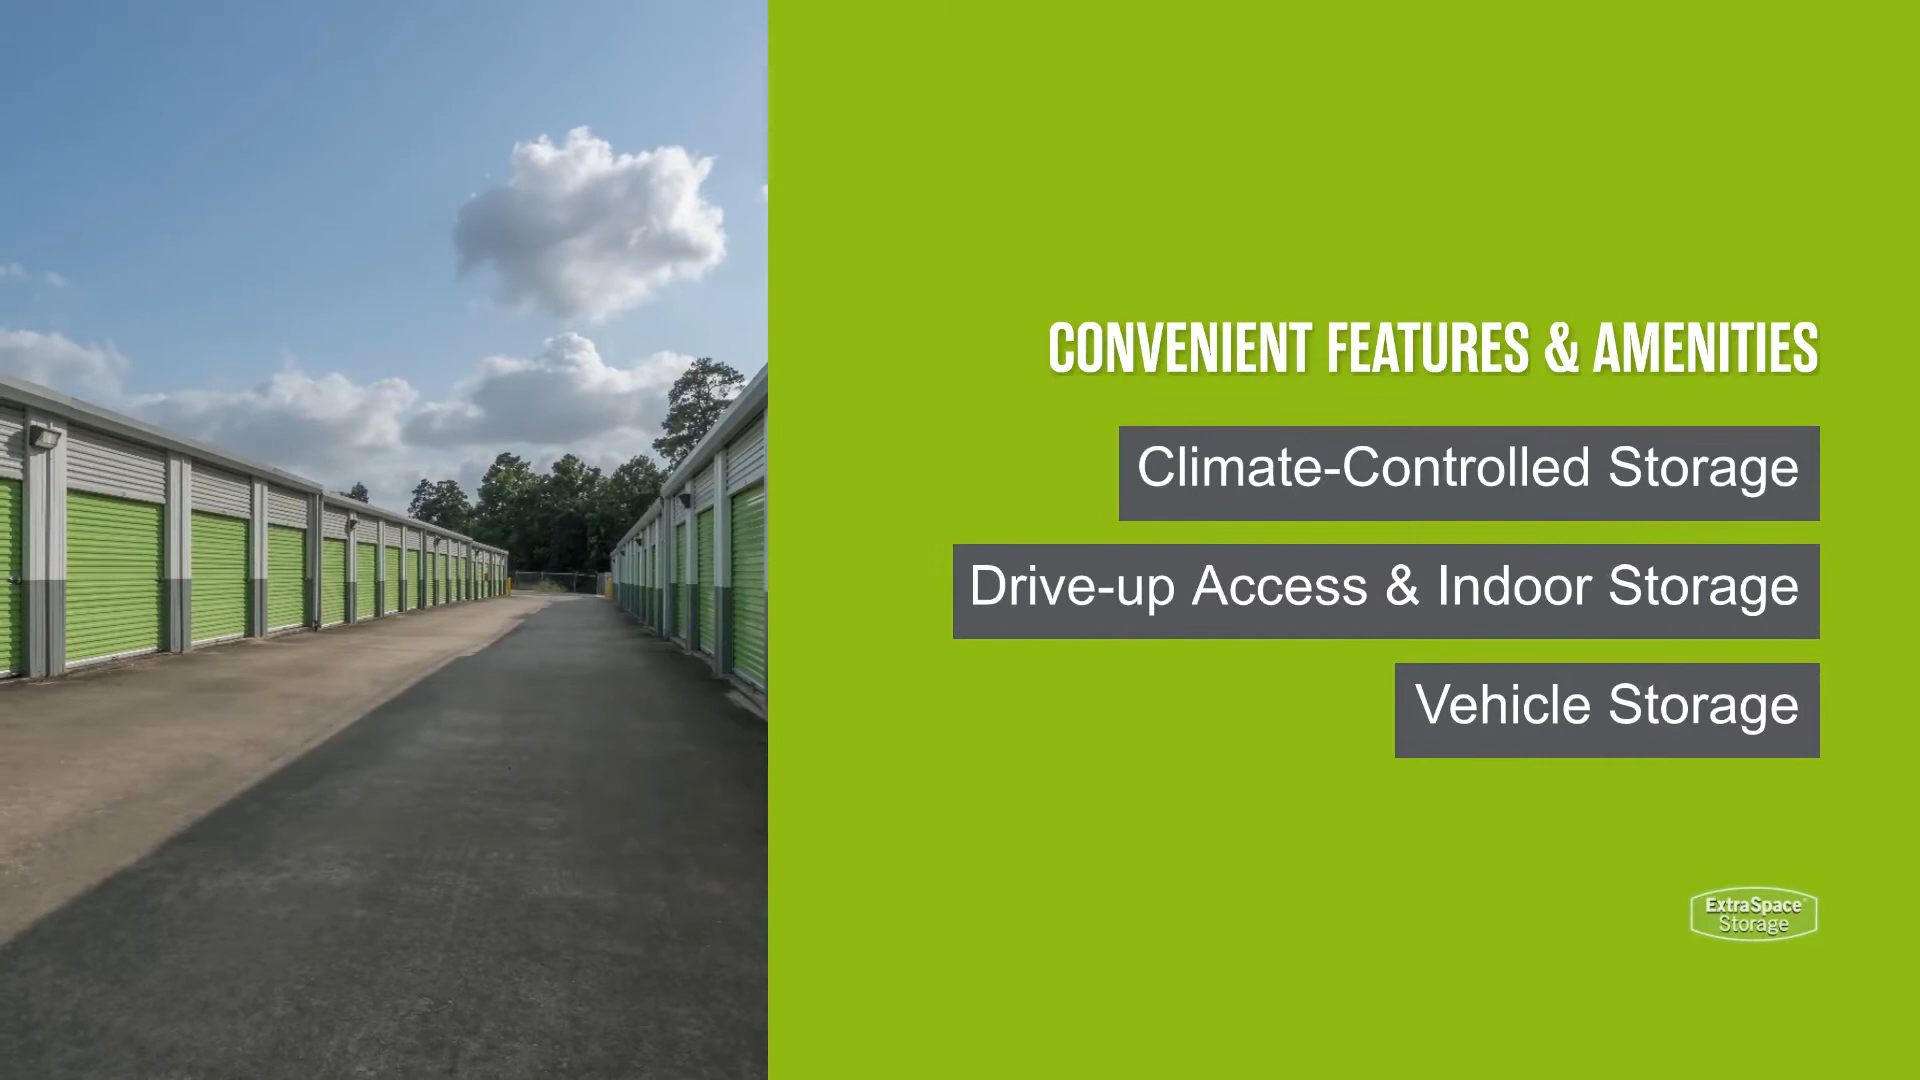 CONVENIENT FEATURES & AMENITIES
Climate-Controlled Storage
Drive-up Access & Indoor Storage
Vehicle Storage
ExtraSpace®
Storage